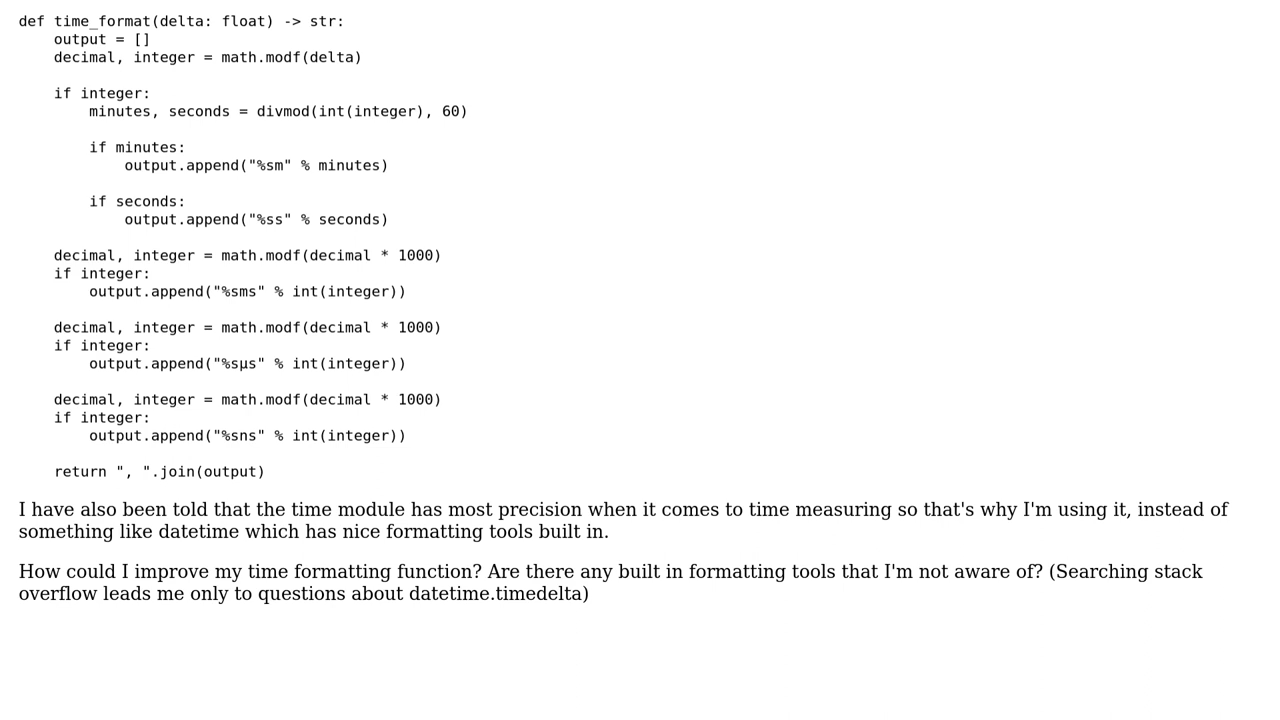 def time_format(delta: float) -> str:
    output = []
    decimal, integer = math.modf(delta)

    if integer:
        minutes, seconds = divmod(int(integer), 60)

        if minutes:
            output.append("%sm" % minutes)

        if seconds:
            output.append("%ss" % seconds)

    decimal, integer = math.modf(decimal * 1000)
    if integer:
        output.append("%sms" % int(integer))

    decimal, integer = math.modf(decimal * 1000)
    if integer:
        output.append("%sµs" % int(integer))

    decimal, integer = math.modf(decimal * 1000)
    if integer:
        output.append("%sns" % int(integer))

    return ", ".join(output)

I have also been told that the time module has most precision when it comes to time measuring so that's why I'm using it, instead of
something like datetime which has nice formatting tools built in.

How could I improve my time formatting function? Are there any built in formatting tools that I'm not aware of? (Searching stack
overflow leads me only to questions about datetime.timedelta)